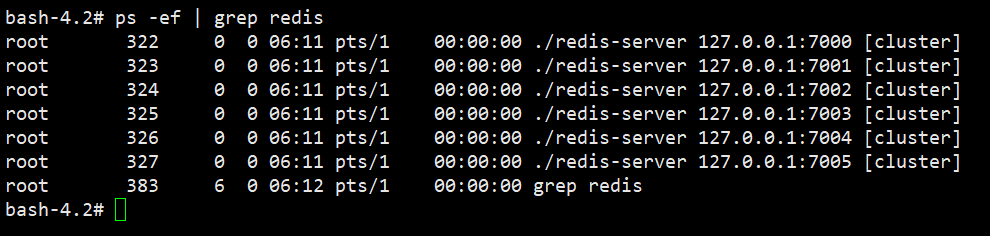 bash-4.2# ps -ef | grep redis
root       322     0  0 06:11 pts/1    00:00:00 ./redis-server 127.0.0.1:7000 [cluster]
root       323     0  0 06:11 pts/1    00:00:00 ./redis-server 127.0.0.1:7001 [cluster]
root       324     0  0 06:11 pts/1    00:00:00 ./redis-server 127.0.0.1:7002 [cluster]
root       325     0  0 06:11 pts/1    00:00:00 ./redis-server 127.0.0.1:7003 [cluster]
root       326     0  0 06:11 pts/1    00:00:00 ./redis-server 127.0.0.1:7004 [cluster]
root       327     0  0 06:11 pts/1    00:00:00 ./redis-server 127.0.0.1:7005 [cluster]
root       383     6  0 06:12 pts/1    00:00:00 grep redis
bash-4.2#